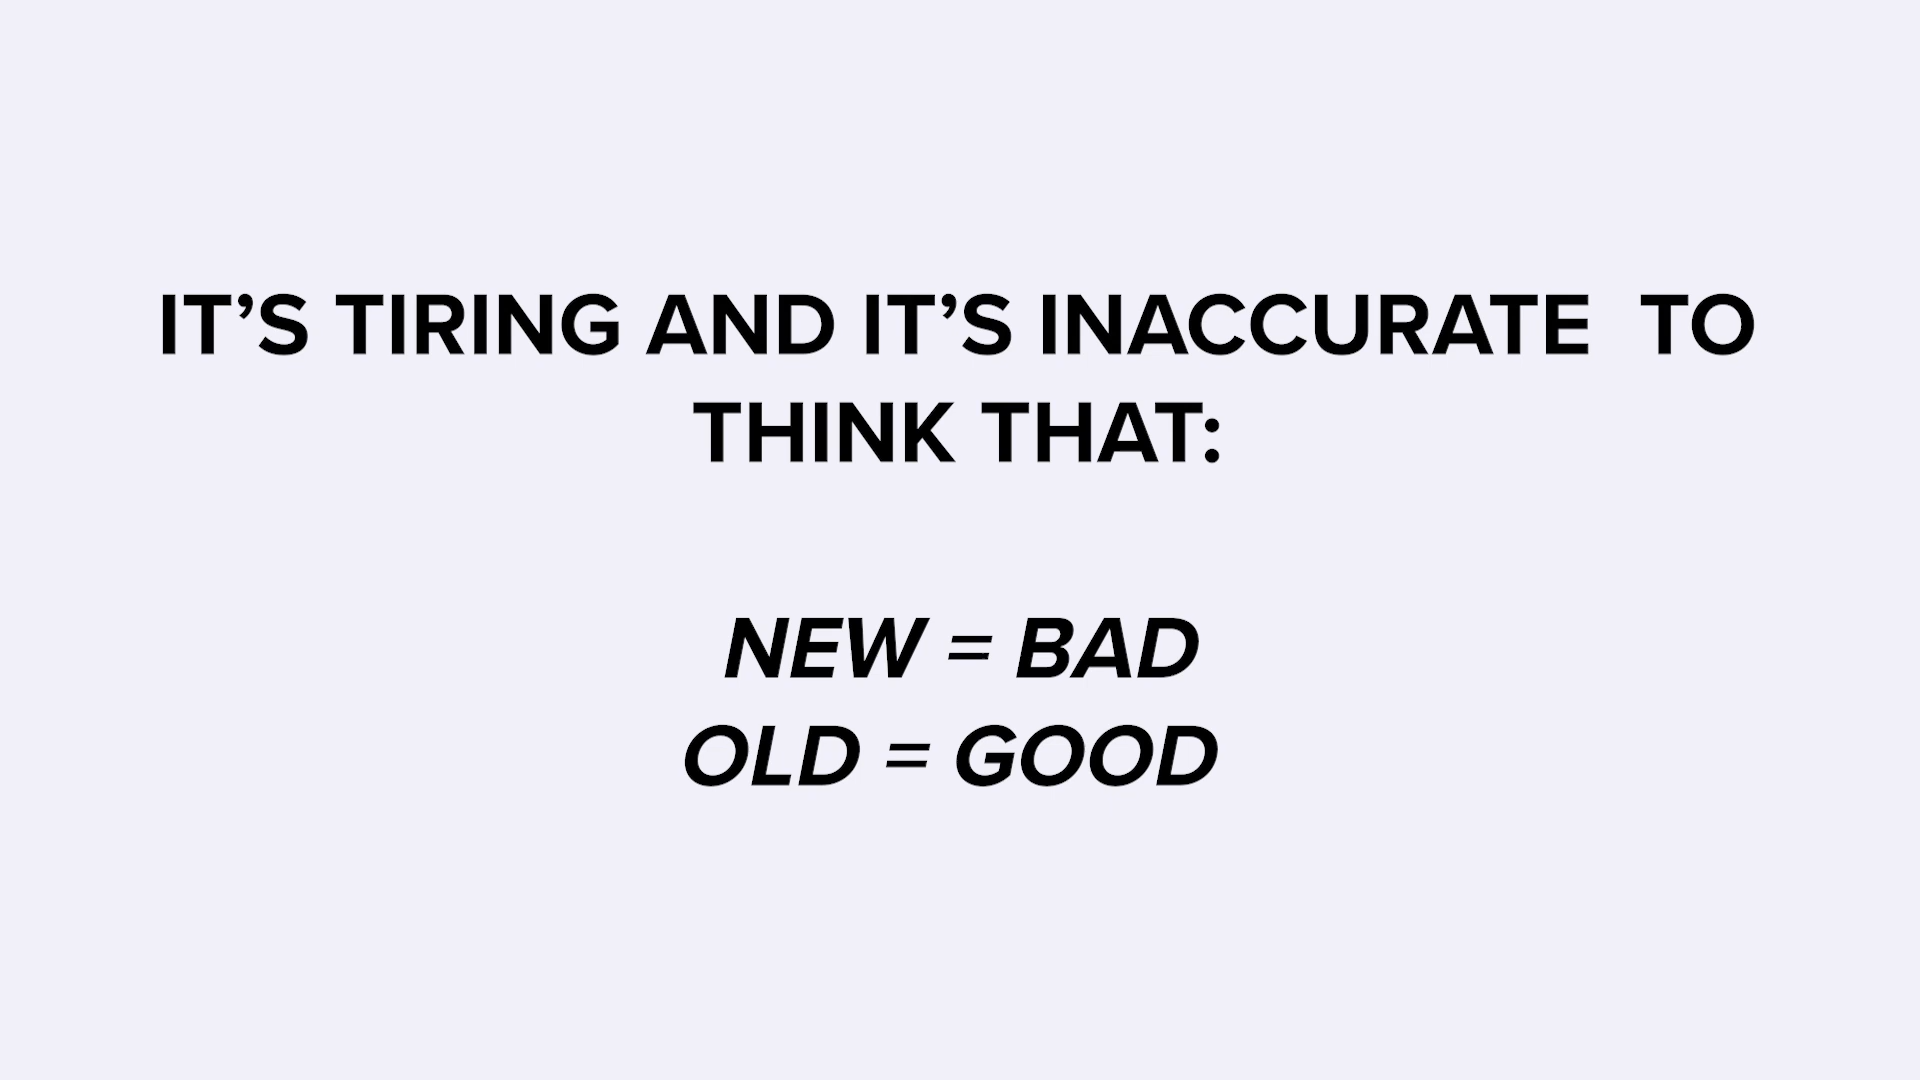 IT’S TIRING AND IT’S INACCURATE  TO
THINK THAT:
NEW = BAD
OLD = GOOD